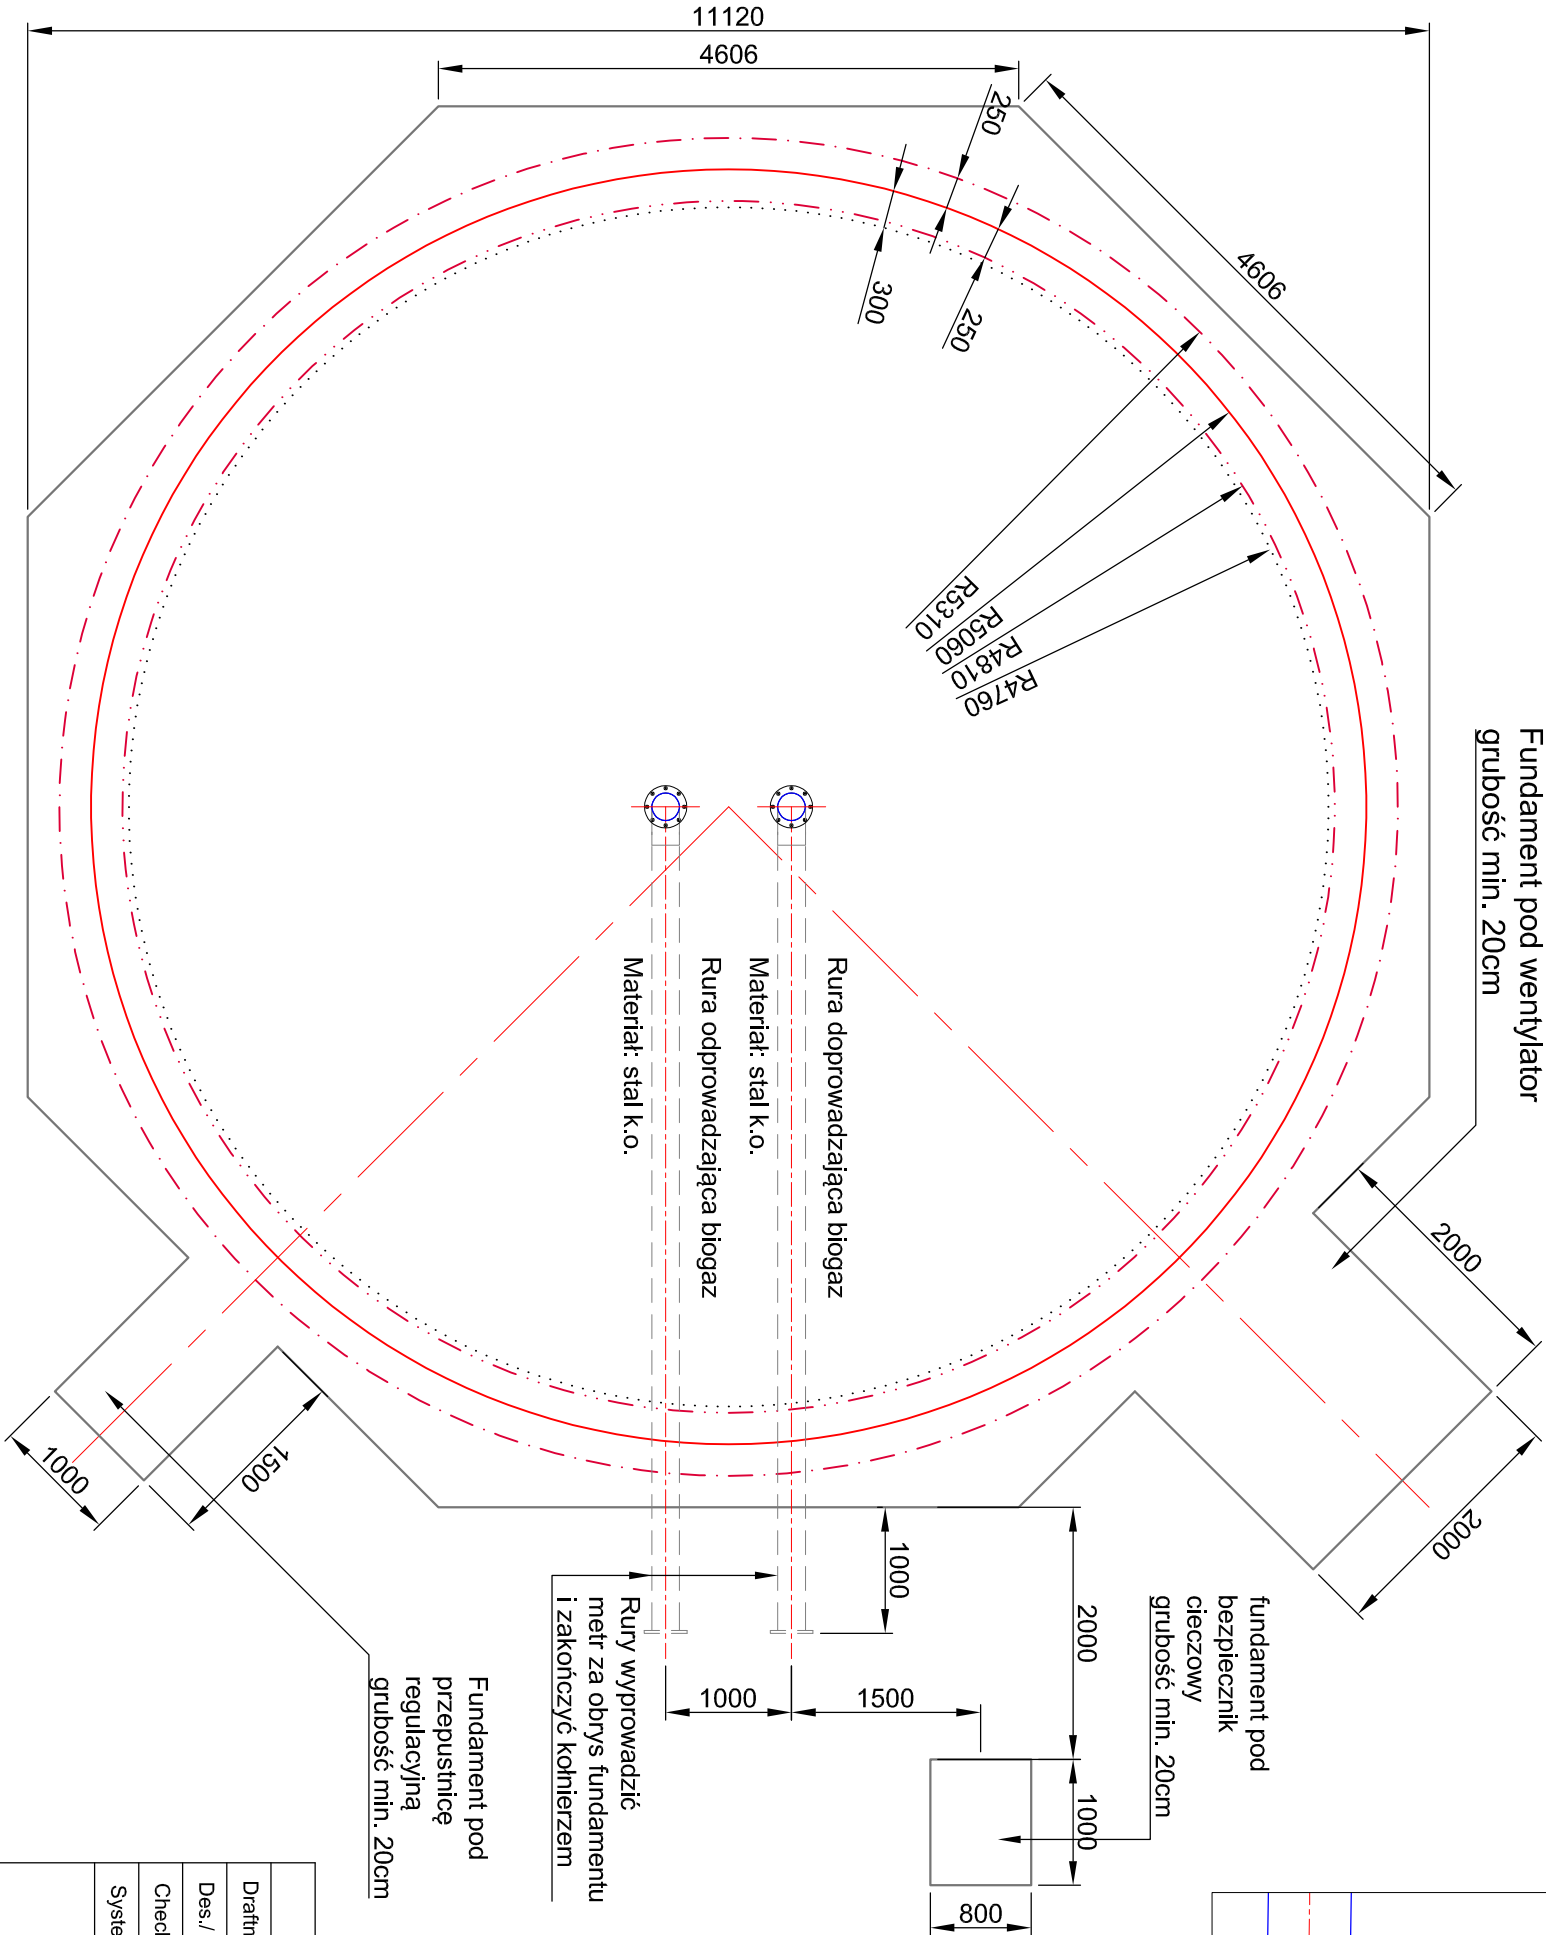 11120
4606
4606
250
300
250
R5310
R5060
R4810
R4760
Fundament pod wentylator
grubość min. 20cm
Rura doprowadzająca biogaz
Materiał: stal k.o.
Rura odprowadzająca biogaz
Materiał: stal k.o.
2000
2000
1000
1500
1000
2000
1000
1500
1000
800
fundament pod
bezpiecznik
cieczowy
grubość min. 20cm
Rury wyprowadzić
metr za obrys fundamentu
i zakończyć kołnierzem
Fundament pod
przepustnicę
regulacyjną
grubość min. 20cm
Des./